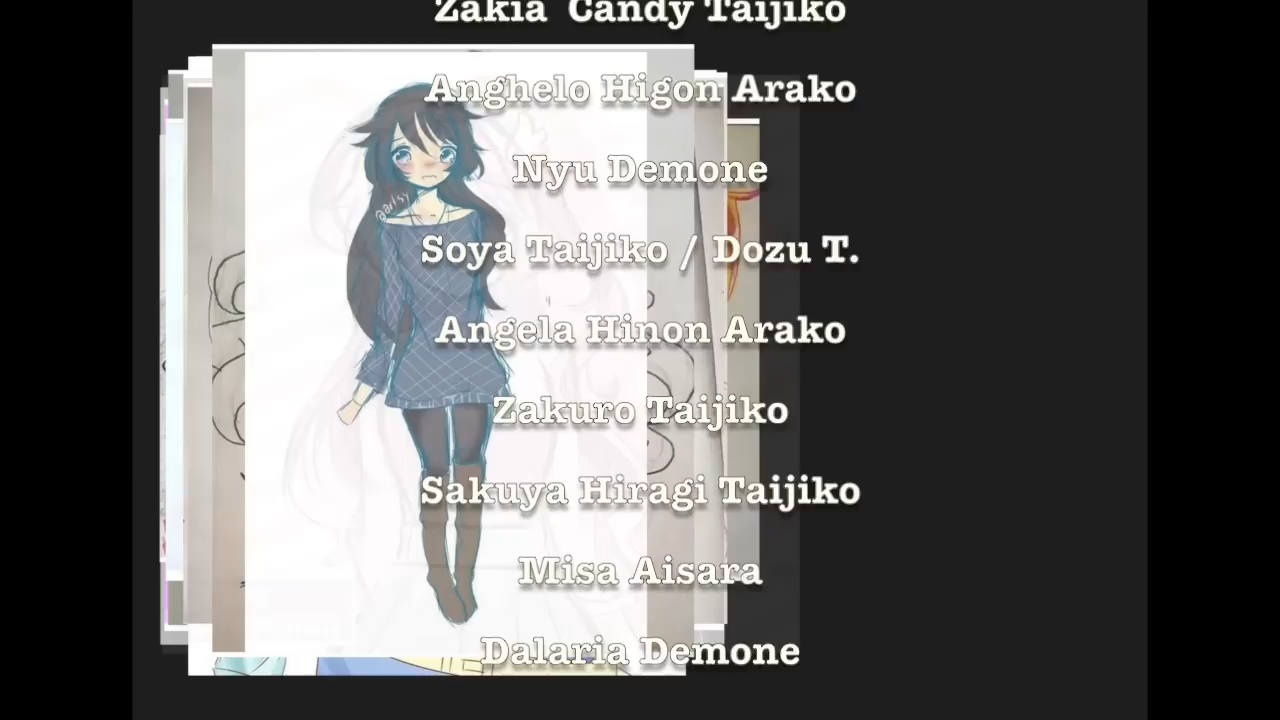 Zakia Candy Taijiko
Anghelo Higon Arako
Nyu Demone
Soya Taijiko / Dozu T.
Angela Hinon Arako
Zakuro Taijiko
Sakuya Hiragi Taijiko
Misa Aisara
Dalaria Demone